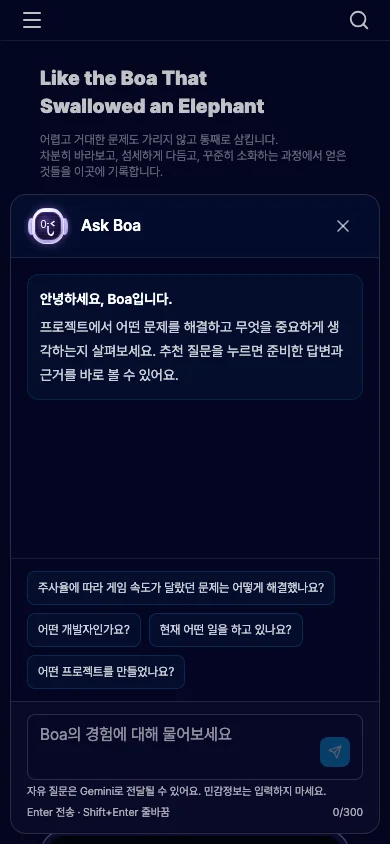 Like the Boa That
Swallowed an Elephant
어렵고 거대한 문제도 가리지 않고 통째로 삼킵니다.
차분히 바라보고, 섬세하게 다듬고, 꾸준히 소화하는 과정에서 얻은
것들을 이곳에 기록합니다.
Ask Boa
안녕하세요, Boa입니다.
프로젝트에서 어떤 문제를 해결하고 무엇을 중요하게 생
각하는지 살펴보세요. 추천 질문을 누르면 준비한 답변과
근거를 바로 볼 수 있어요.
주사율에 따라 게임 속도가 달랐던 문제는 어떻게 해결했나요?
어떤 개발자인가요?
현재 어떤 일을 하고 있나요?
어떤 프로젝트를 만들었나요?
Boa의 경험에 대해 물어보세요
자유 질문은 Gemini로 전달될 수 있어요. 민감정보는 입력하지 마세요.
Enter 전송 · Shift+Enter 줄바꿈
0/300